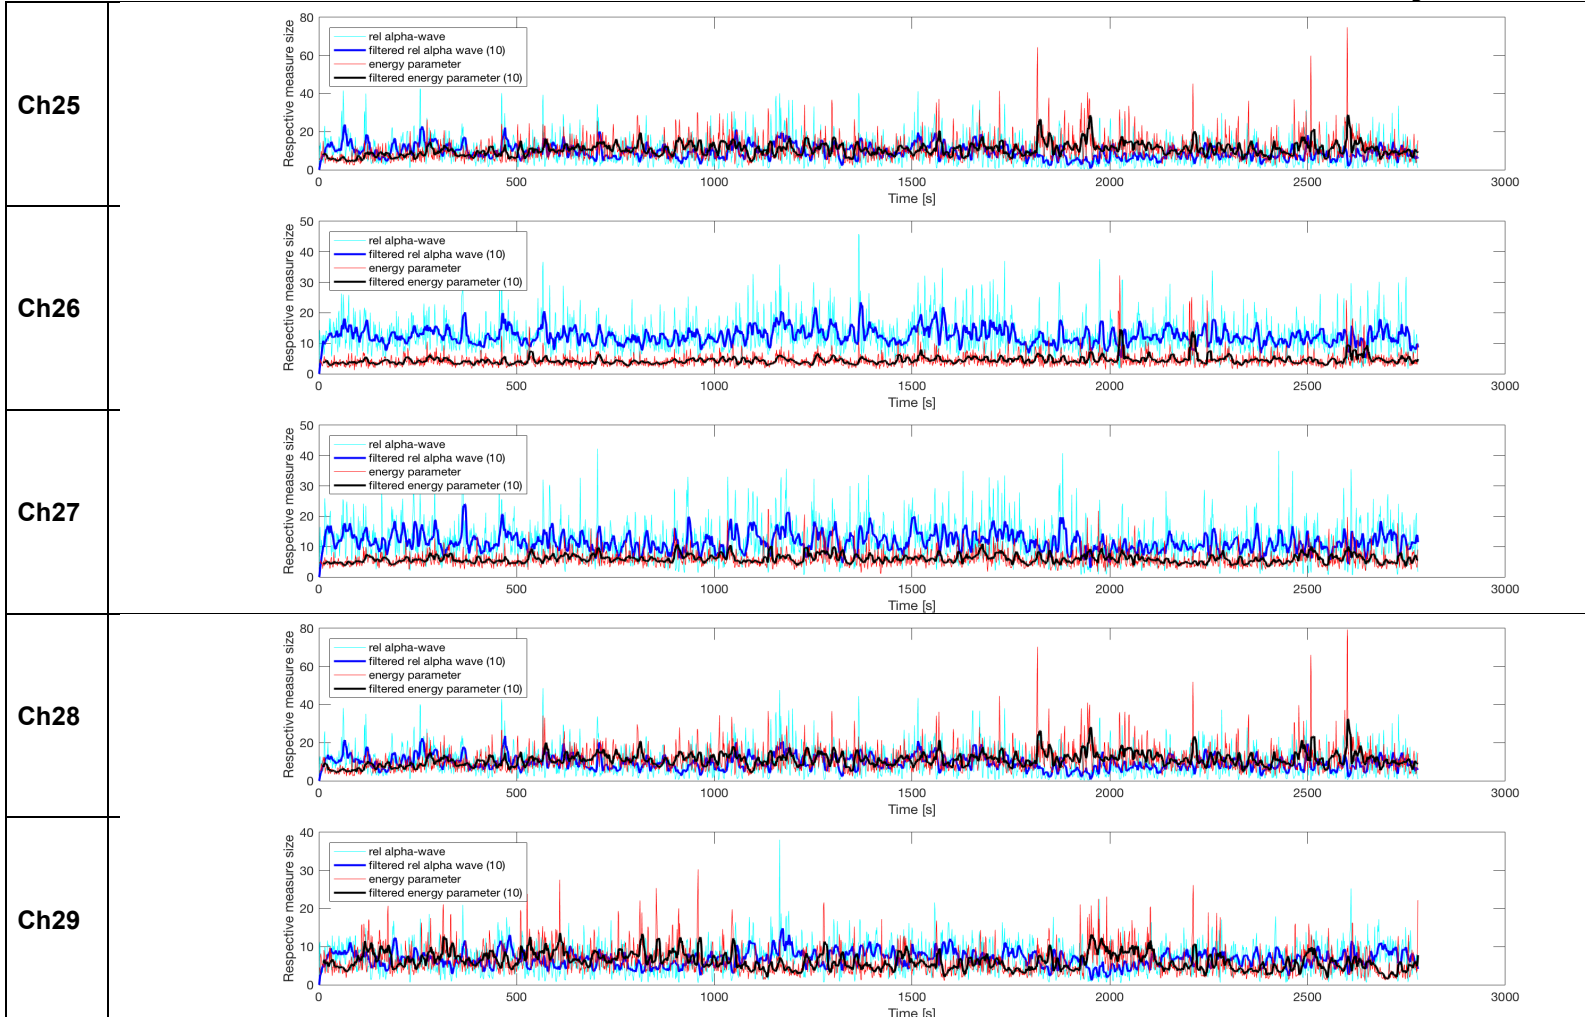 Ch25
80
60
40
20
0
Respective measure size
rel alpha-wave
filtered rel alpha wave (10)
energy parameter
filtered energy parameter (10)
0 500 1000 1500 2000 2500 3000
Time [s]
Ch26
50
40
30
20
10
0
Respective measure size
rel alpha-wave
filtered rel alpha wave (10)
energy parameter
filtered energy parameter (10)
0 500 1000 1500 2000 2500 3000
Time [s]
Ch27
50
40
30
20
10
0
Respective measure size
rel alpha-wave
filtered rel alpha wave (10)
energy parameter
filtered energy parameter (10)
0 500 1000 1500 2000 2500 3000
Time [s]
Ch28
80
60
40
20
0
Respective measure size
rel alpha-wave
filtered rel alpha wave (10)
energy parameter
filtered energy parameter (10)
0 500 1000 1500 2000 2500 3000
Time [s]
Ch29
40
30
20
10
0
Respective measure size
rel alpha-wave
filtered rel alpha wave (10)
energy parameter
filtered energy parameter (10)
0 500 1000 1500 2000 2500 3000
Time [s]